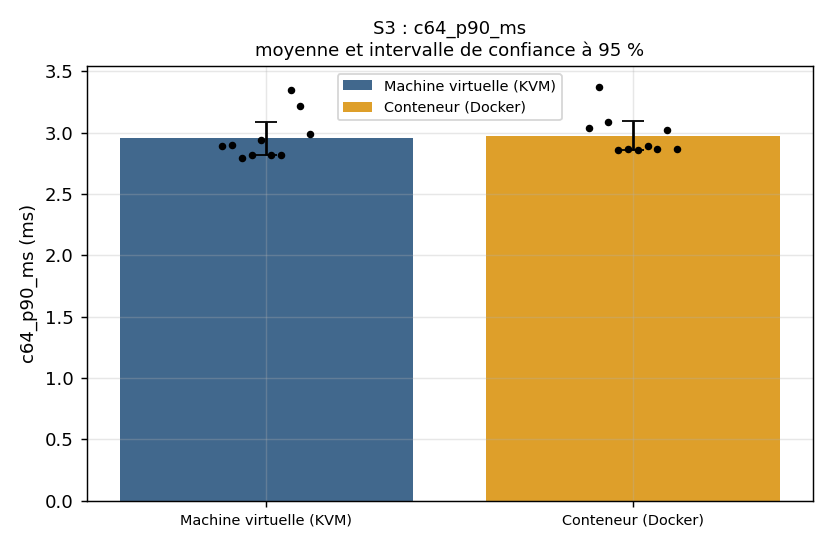 S3 : c64_p90_ms
moyenne et intervalle de confiance à 95 %
c64_p90_ms (ms)
3.5
3.0
2.5
2.0
1.5
1.0
0.5
0.0
Machine virtuelle (KVM)
Conteneur (Docker)
Machine virtuelle (KVM)
Conteneur (Docker)